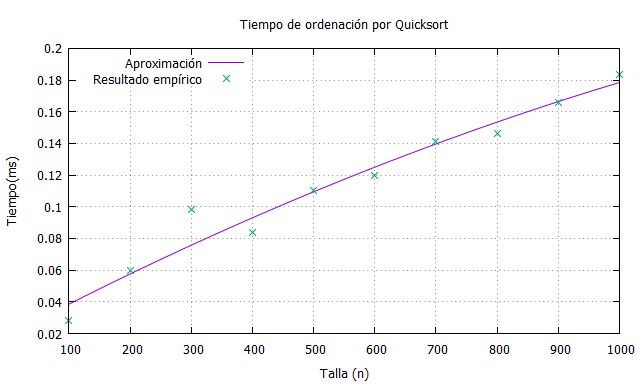 Tiempo de ordenación por Quicksort
Aproximación
Resultado empírico
0.2
0.18
0.16
0.14
0.12
0.1
0.08
0.06
0.04
0.02
Tiempo(ms)
100 200 300 400 500 600 700 800 900 1000
Talla (n)